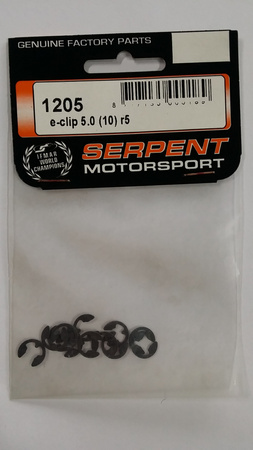 GENUINE FACTORY PARTS
1205
e-clip 5.0 (10) r5
IFMAR
WORLD
CHAMPIONS
SERPENT
MOTORSPORT